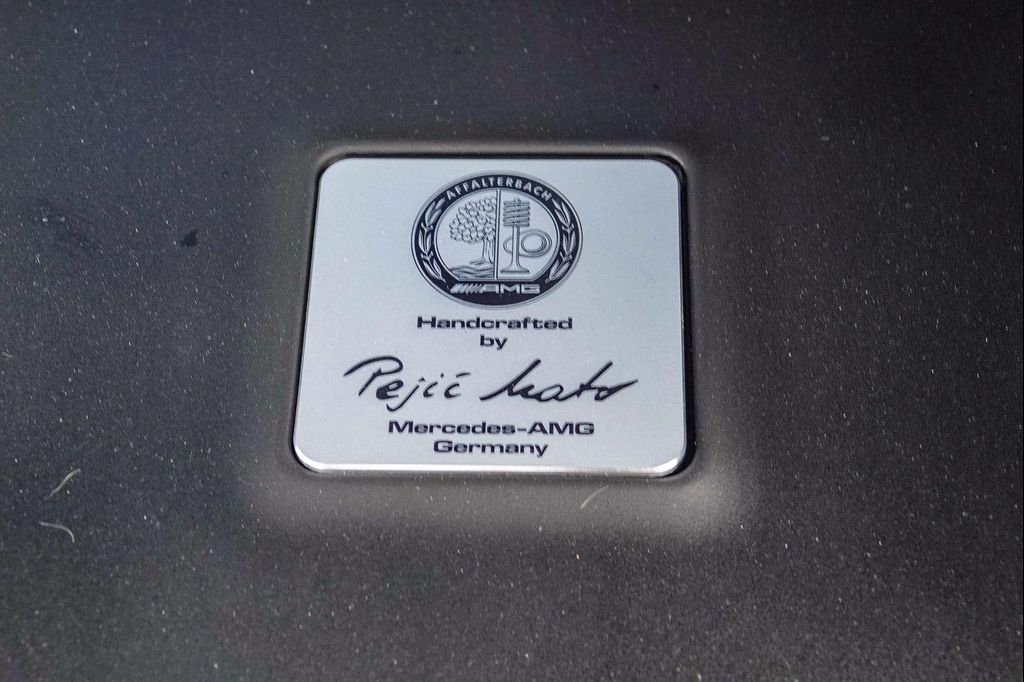 AFFALTERBACH
AMG
Handcrafted
by
Pejić Mato
Mercedes-AMG
Germany